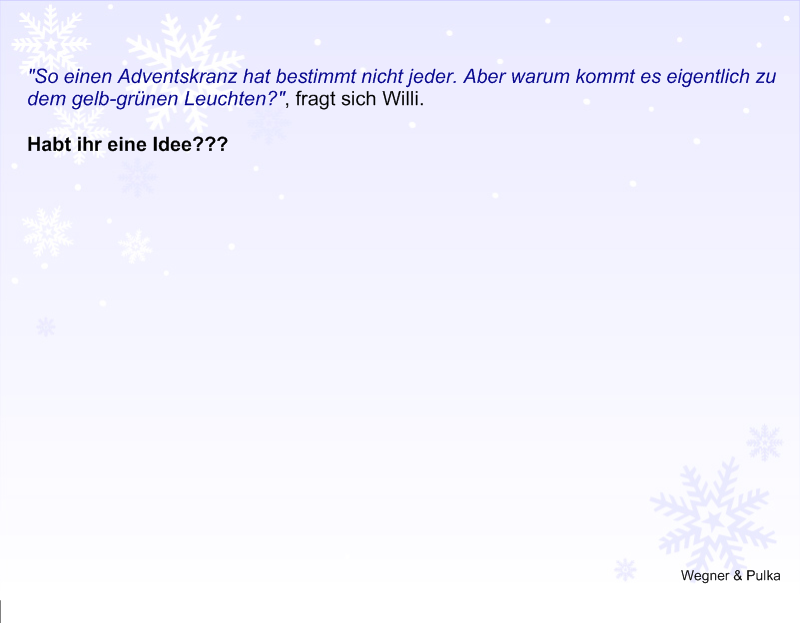 "So einen Adventskranz hat bestimmt nicht jeder. Aber warum kommt es eigentlich zu
dem gelb-grünen Leuchten?", fragt sich Willi.
Habt ihr eine Idee???
Wegner & Pulka